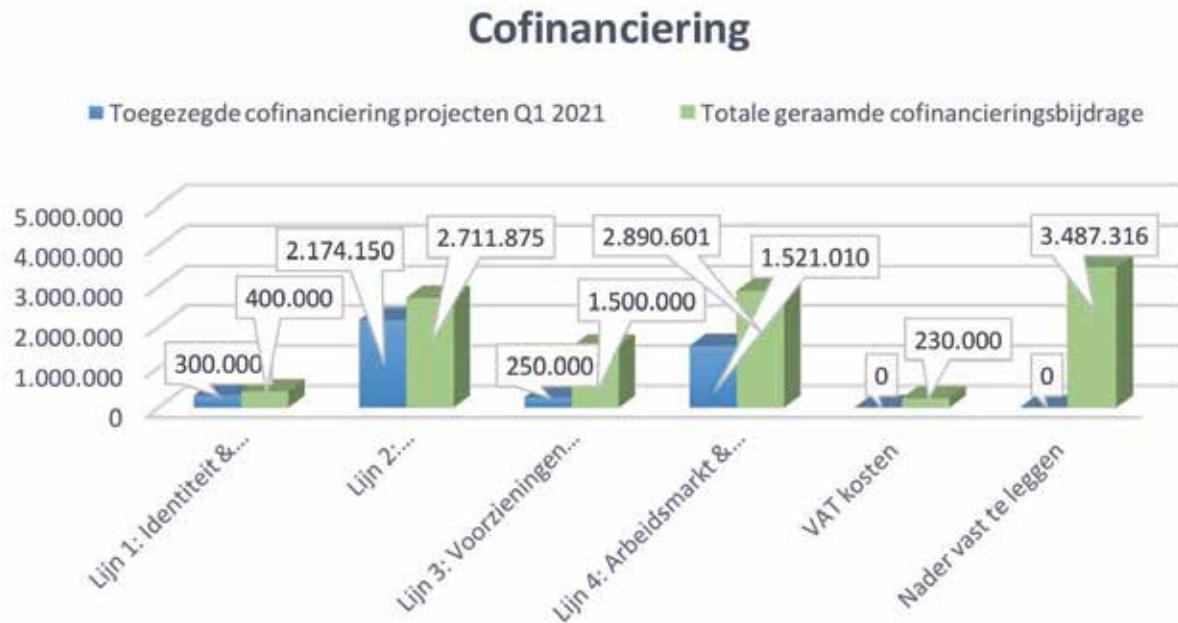 Cofinanciering
Toegezegde cofinanciering projecten Q1 2021 Totale geraamde cofinancieringsbijdrage
5.000.000
4.000.000
3.000.000
2.000.000
1.000.000
0
300.000
400.000
2.174.150
2.711.875
250.000
1.500.000
2.890.601
1.521.010
0
230.000
0
3.487.316
Lijn 1: Identiteit &...
Lijn 2:...
Lijn 3: Voorzieningen...
Lijn 4: Arbeidsmarkt &...
VAT kosten
Nader vast te leggen